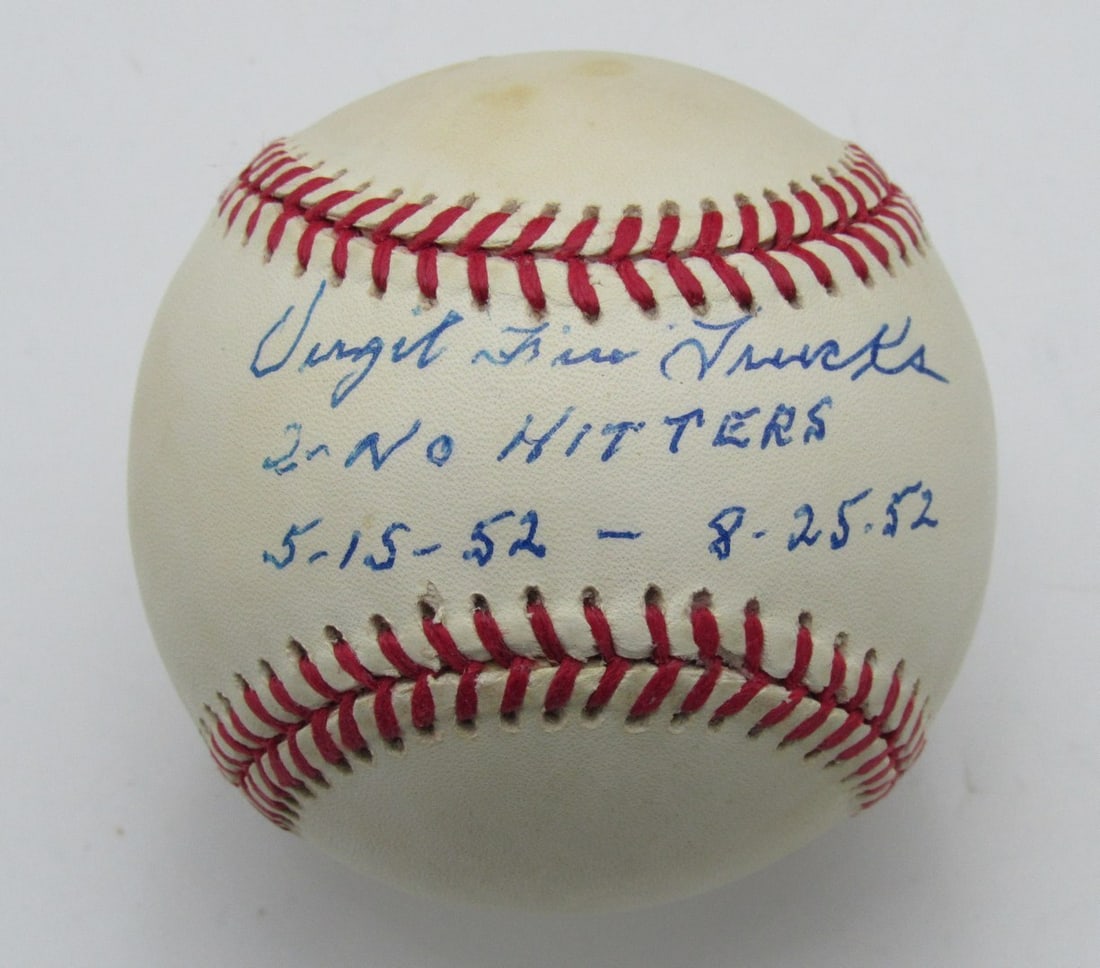 Virgil "Fire" Trucks
2-NO HITTERS
5-15-52 - 8-25-52